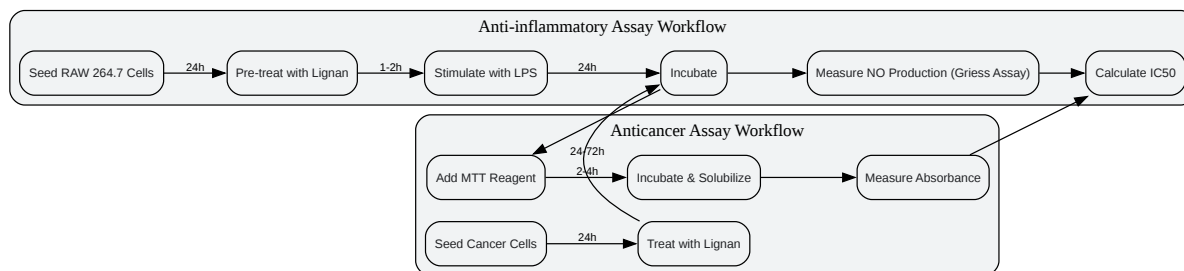 Anti-inflammatory Assay Workflow
Seed RAW 264.7 Cells
24h
Pre-treat with Lignan
1-2h
Stimulate with LPS
24h
Incubate
Measure NO Production (Griess Assay)
Calculate IC50
Anticancer Assay Workflow
24-72h
Add MTT Reagent
2-4h
Incubate & Solubilize
Measure Absorbance
Seed Cancer Cells
24h
Treat with Lignan